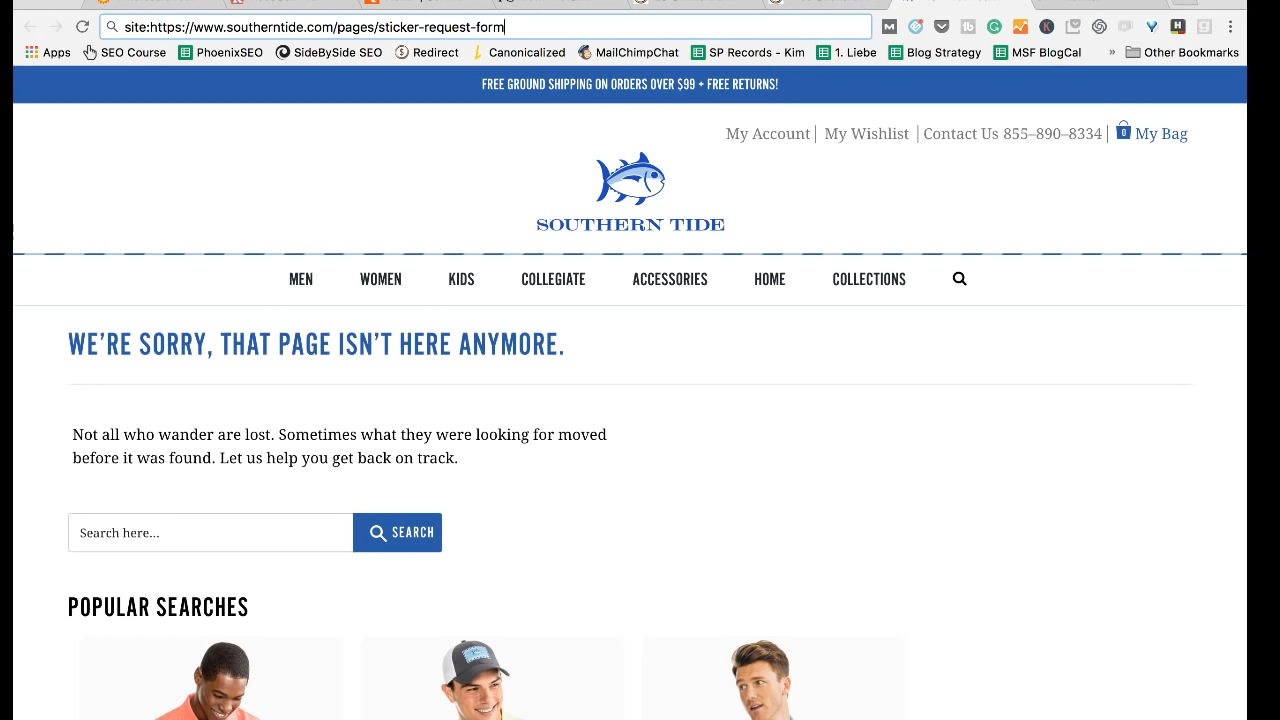 site:https://www.southerntide.com/pages/sticker-request-form
Apps SEO Course PhoenixSEO SideBySide SEO Redirect Canonicalized MailChimpChat SP Records - Kim 1. Liebe Blog Strategy MSF BlogCal » Other Bookmarks
FREE GROUND SHIPPING ON ORDERS OVER $99 + FREE RETURNS!
My Account | My Wishlist | Contact Us 855–890–8334 | 0 My Bag
SOUTHERN TIDE
MEN WOMEN KIDS COLLEGIATE ACCESSORIES HOME COLLECTIONS
WE'RE SORRY, THAT PAGE ISN'T HERE ANYMORE.
Not all who wander are lost. Sometimes what they were looking for moved
before it was found. Let us help you get back on track.
Search here... SEARCH
POPULAR SEARCHES